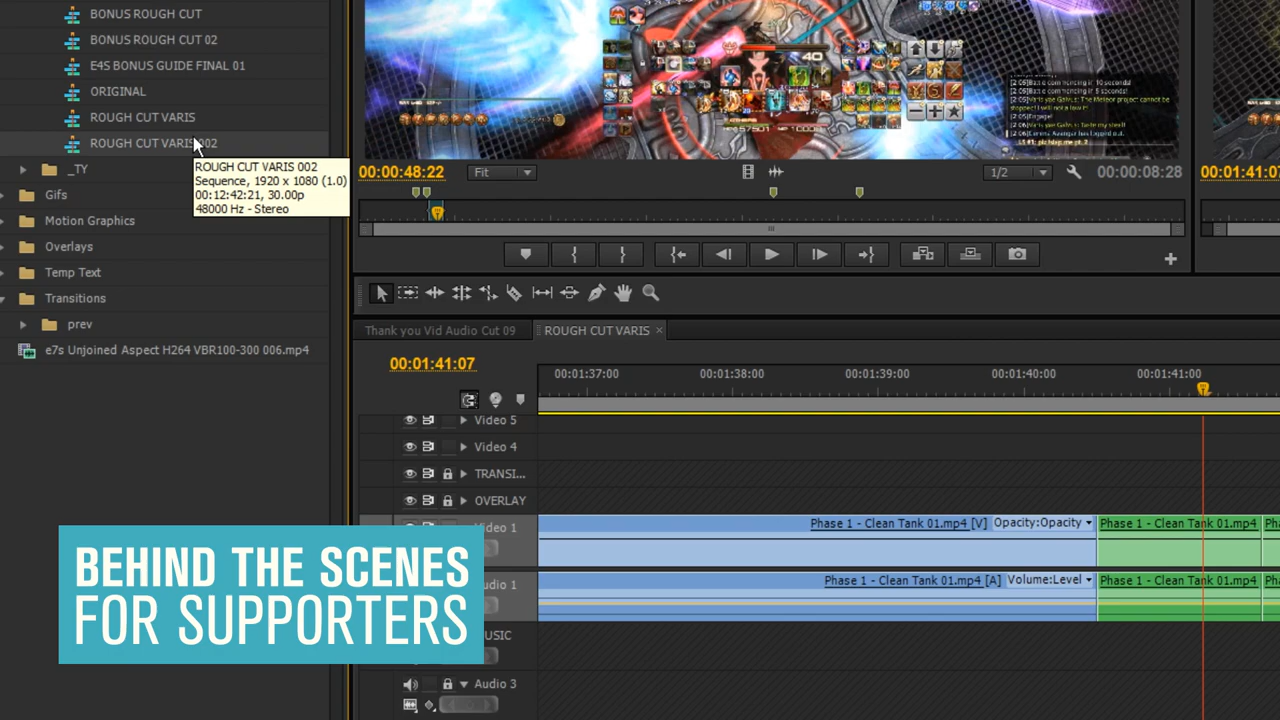 BONUS ROUGH CUT
BONUS ROUGH CUT 02
E4S BONUS GUIDE FINAL 01
ORIGINAL
ROUGH CUT VARIS
ROUGH CUT VARIS 002
ROUGH CUT VARIS 002
Sequence, 1920 x 1080 (1.0)
00:12:42:21, 30.00p
48000 Hz - Stereo
_TY
Gifs
Motion Graphics
Overlays
Temp Text
Transitions
prev
e7s Unjoined Aspect H264 VBR100-300 006.mp4
40
00:00:48:22
Fit
1/2
00:00:08:28
00:01:41:07
Thank you Vid Audio Cut 09
ROUGH CUT VARIS
00:01:41:07
00:01:37:00
00:01:38:00
00:01:39:00
00:01:40:00
00:01:41:00
Video 5
Video 4
TRANSI...
OVERLAY
Video 1
Phase 1 - Clean Tank 01.mp4 [V]
Opacity:Opacity
Phase 1 - Clean Tank 01.mp4
Audio 1
Phase 1 - Clean Tank 01.mp4 [A]
Volume:Level
Phase 1 - Clean Tank 01.mp4
Audio 3
BEHIND THE SCENES
FOR SUPPORTERS